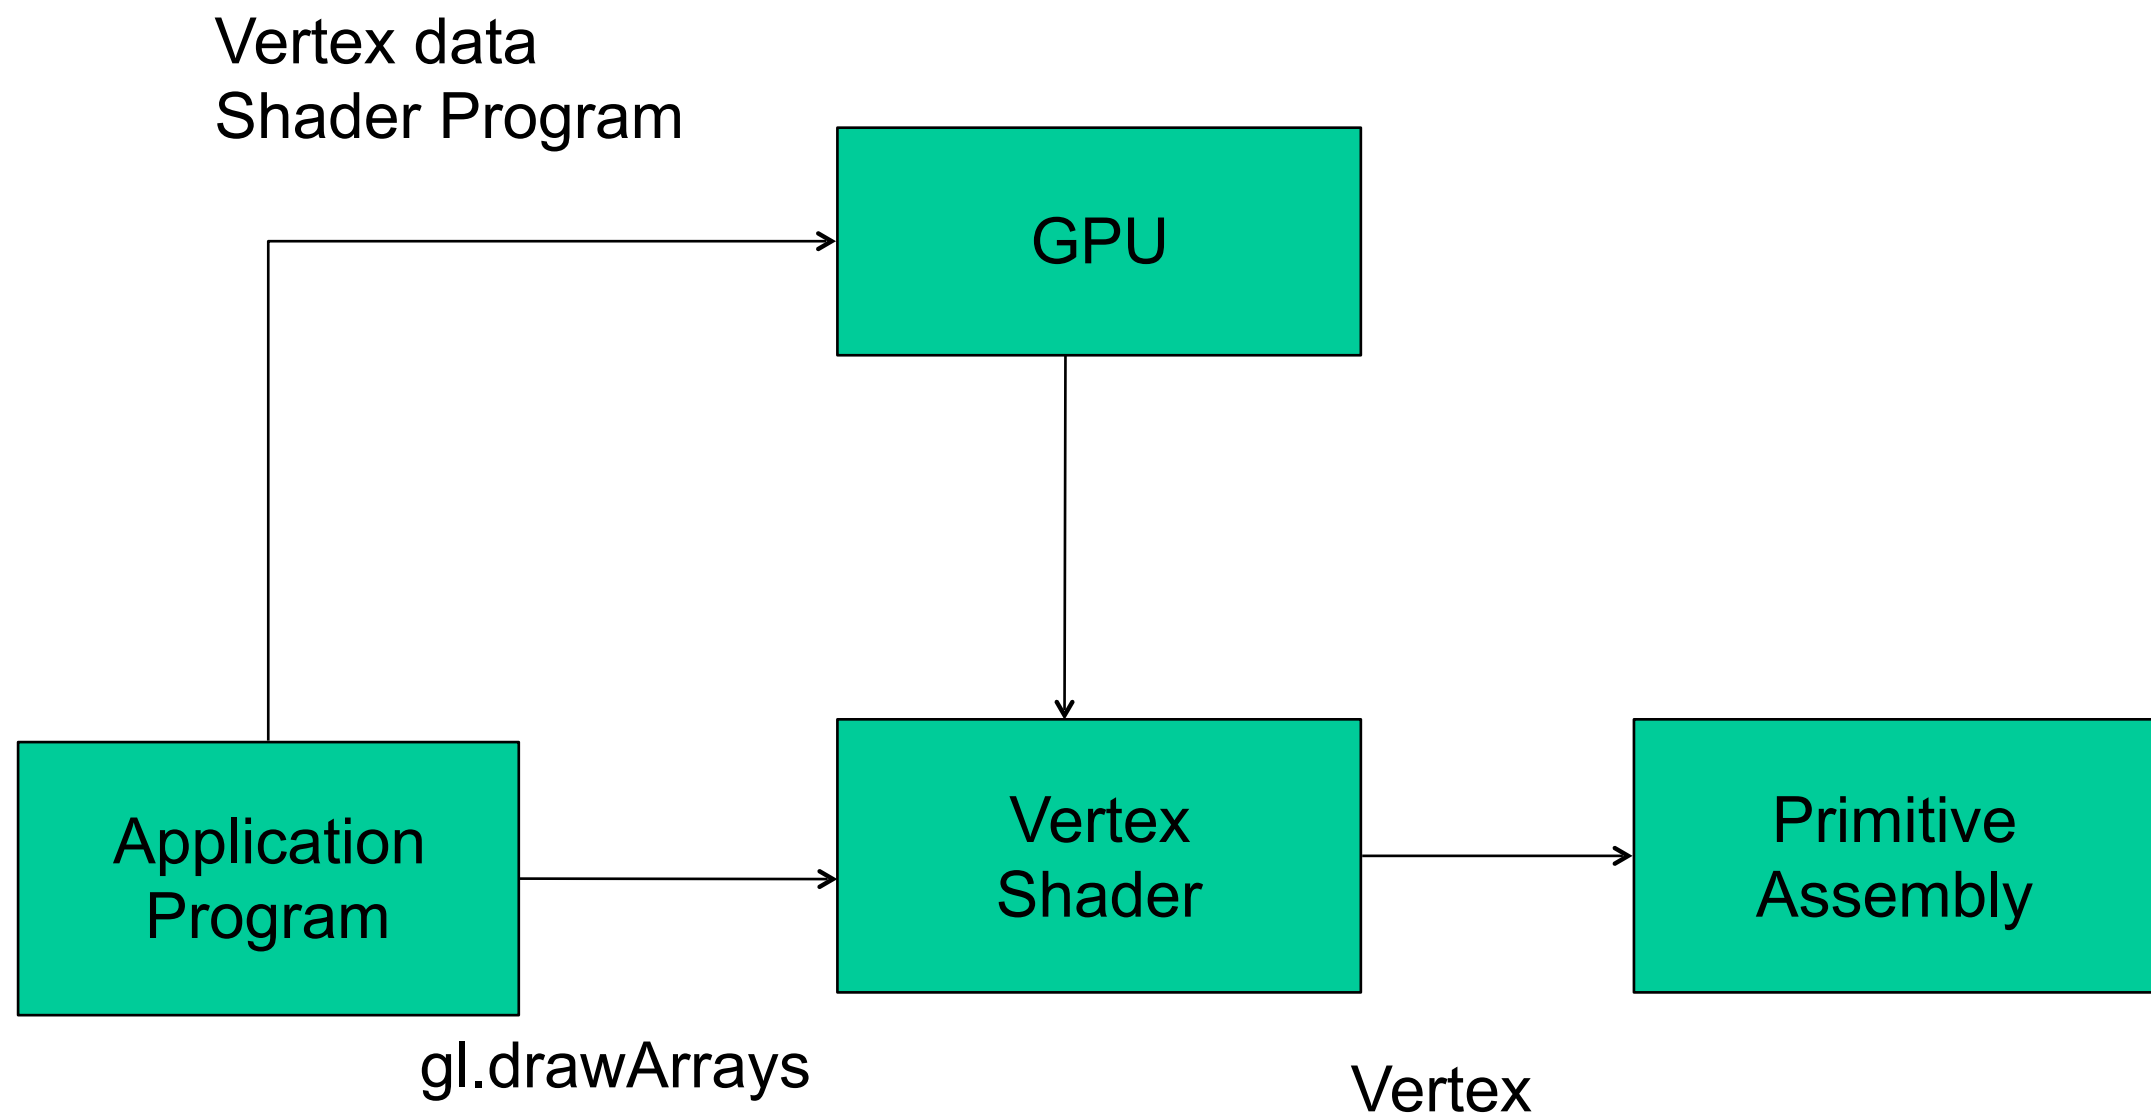 Vertex data
Shader Program
GPU
Application
Program
Vertex
Shader
Primitive
Assembly
gl.drawArrays
Vertex